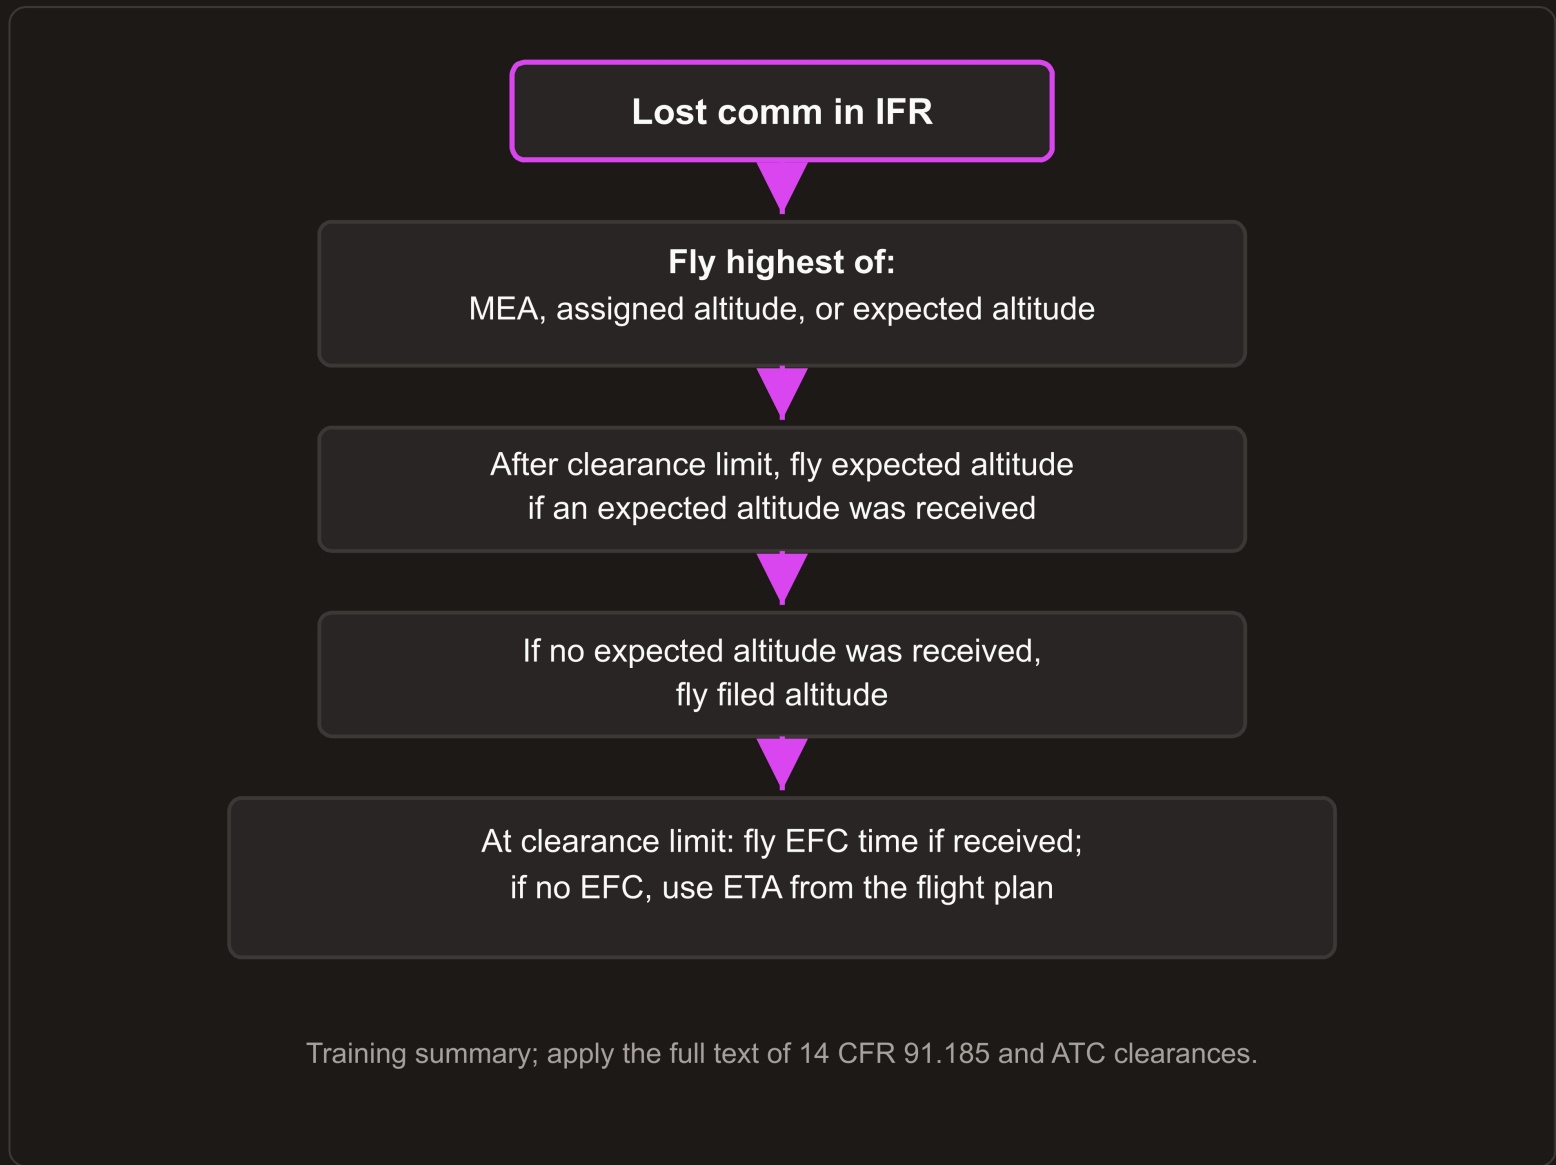 Lost comm in IFR
Fly highest of:
MEA, assigned altitude, or expected altitude
After clearance limit, fly expected altitude
if an expected altitude was received
If no expected altitude was received,
fly filed altitude
At clearance limit: fly EFC time if received;
if no EFC, use ETA from the flight plan
Training summary; apply the full text of 14 CFR 91.185 and ATC clearances.